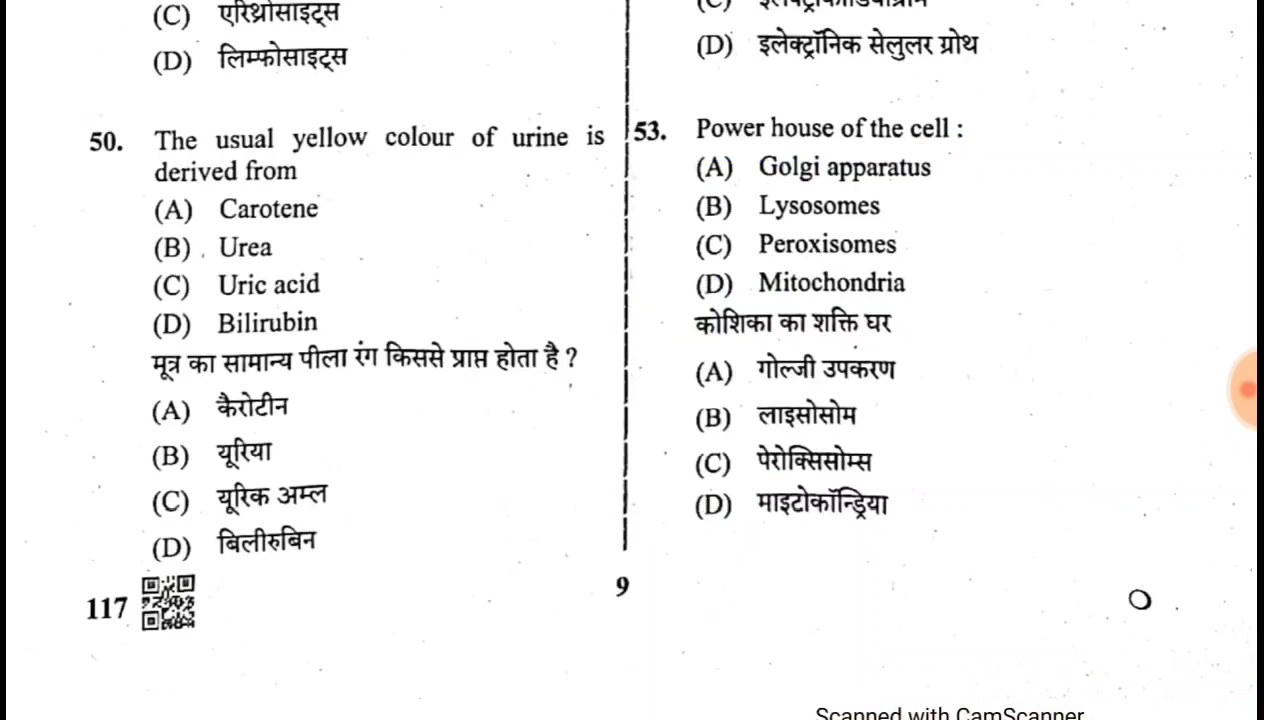 (C) एरिथ्रोसाइट्स
(D) लिम्फोसाइट्स
50. The usual yellow colour of urine is
derived from
(A) Carotene
(B) Urea
(C) Uric acid
(D) Bilirubin
मूत्र का सामान्य पीला रंग किससे प्राप्त होता है ?
(A) कैरोटीन
(B) यूरिया
(C) यूरिक अम्ल
(D) बिलीरुबिन
117
(D) इलेक्ट्रॉनिक सेलुलर ग्रोथ
53. Power house of the cell :
(A) Golgi apparatus
(B) Lysosomes
(C) Peroxisomes
(D) Mitochondria
कोशिका का शक्ति घर
(A) गोल्जी उपकरण
(B) लाइसोसोम
(C) पेरोक्सिसोम्स
(D) माइटोकॉन्ड्रिया
9
Scanned with CamScanner